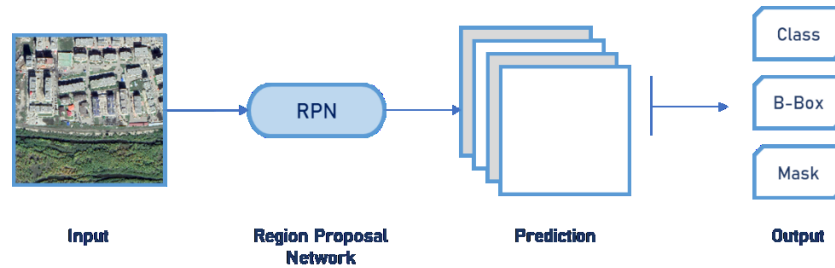 Class
RPN
B-Box
Mask
Input
Region Proposal
Network
Prediction
Output